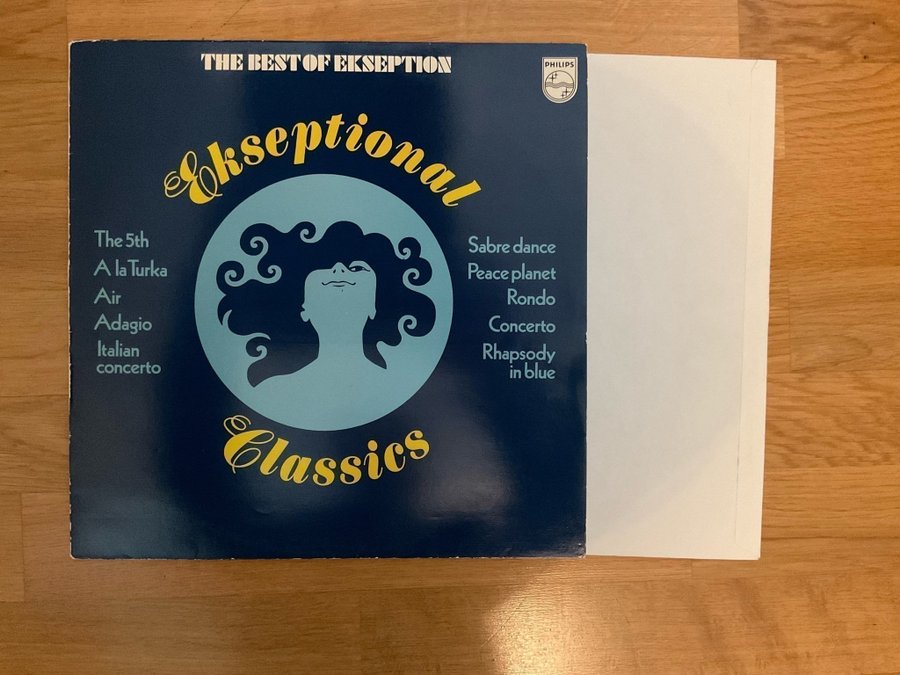 THE BEST OF EKSEPTION
PHILIPS
Ekseptional
The 5th
A la Turka
Air
Adagio
Italian
concerto
Sabre dance
Peace planet
Rondo
Concerto
Rhapsody
in blue
Classics